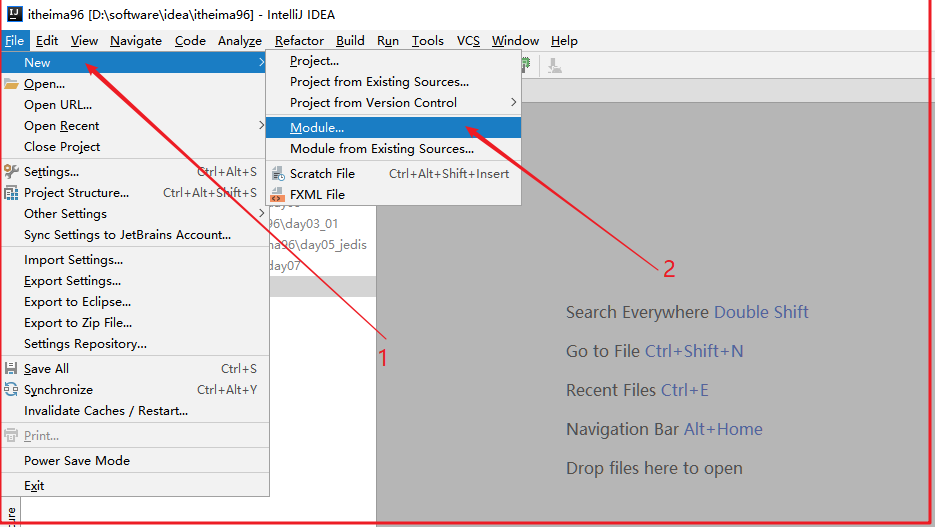 itheima96 [D:\software\idea\itheima96] - IntelliJ IDEA
File Edit View Navigate Code Analyze Refactor Build Run Tools VCS Window Help
New
Open...
Open URL...
Open Recent
Close Project
Settings... Ctrl+Alt+S
Project Structure... Ctrl+Alt+Shift+S
Other Settings
Sync Settings to JetBrains Account...
Import Settings...
Export Settings...
Export to Eclipse...
Export to Zip File...
Settings Repository...
Save All Ctrl+S
Synchronize Ctrl+Alt+Y
Invalidate Caches / Restart...
Print...
Power Save Mode
Exit
Project...
Project from Existing Sources...
Project from Version Control
Module...
Module from Existing Sources...
Scratch File Ctrl+Alt+Shift+Insert
FXML File
96\day03_01
ma96\day05_jedis
day07
1
2
Search Everywhere Double Shift
Go to File Ctrl+Shift+N
Recent Files Ctrl+E
Navigation Bar Alt+Home
Drop files here to open
ure